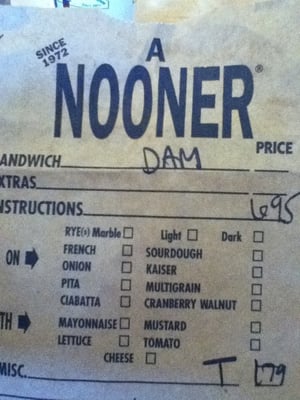 SINCE 1972
A
NOONER®
PRICE
ANDWICH DAM
XTRAS
NSTRUCTIONS 695
RYE(s) Marble Light Dark
FRENCH SOURDOUGH
ON ONION KAISER
PITA MULTIGRAIN
CIABATTA CRANBERRY WALNUT
TH MAYONNAISE MUSTARD
LETTUCE TOMATO
CHEESE
MISC. T 179